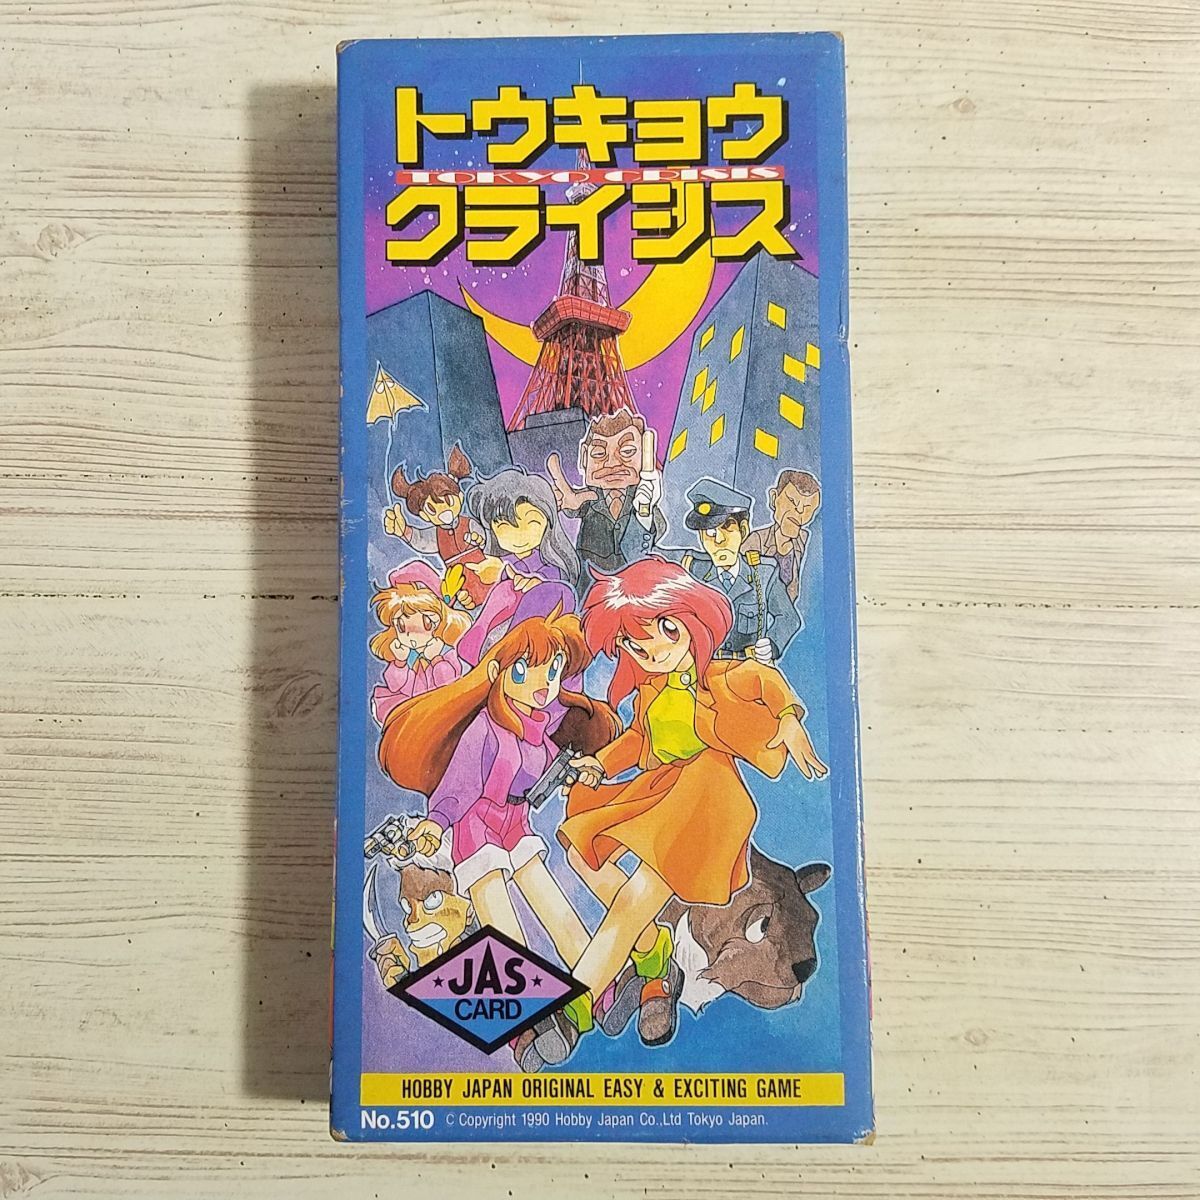 トウキョウ
TOKYO CRISIS
クライシス
JAS
CARD
HOBBY JAPAN ORIGINAL EASY & EXCITING GAME
No.510 © Copyright 1990 Hobby Japan Co.,Ltd Tokyo Japan.